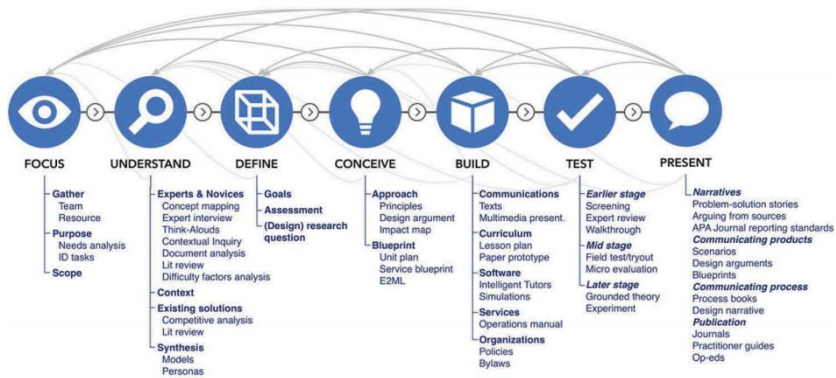 FOCUS
UNDERSTAND
DEFINE
CONCEIVE
BUILD
TEST
PRESENT
Gather
Team
Resource
Purpose
Needs analysis
ID tasks
Scope
Experts & Novices
Concept mapping
Expert interview
Think-Alouds
Contextual Inquiry
Document analysis
Lit review
Difficulty factors analysis
Context
Existing solutions
Competitive analysis
Lit review
Synthesis
Models
Personas
Goals
Assessment
(Design) research
question
Approach
Principles
Design argument
Impact map
Blueprint
Unit plan
Service blueprint
E2ML
Communications
Texts
Multimedia present.
Curriculum
Lesson plan
Paper prototype
Software
Intelligent Tutors
Simulations
Services
Operations manual
Organizations
Policies
Bylaws
Earlier stage
Screening
Expert review
Walkthrough
Mid stage
Field test/tryout
Micro evaluation
Later stage
Grounded theory
Experiment
Narratives
Problem-solution stories
Arguing from sources
APA Journal reporting standards
Communicating products
Scenarios
Design arguments
Blueprints
Communicating process
Process books
Design narrative
Publication
Journals
Practitioner guides
Op-eds